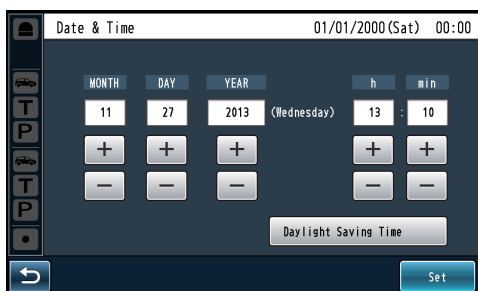 Date & Time 01/01/2000(Sat) 00:00
MONTH DAY YEAR h min
11 27 2013 (Wednesday) 13 : 10
+ + + + +
− − − − −
T
P
T
P
Daylight Saving Time
Set